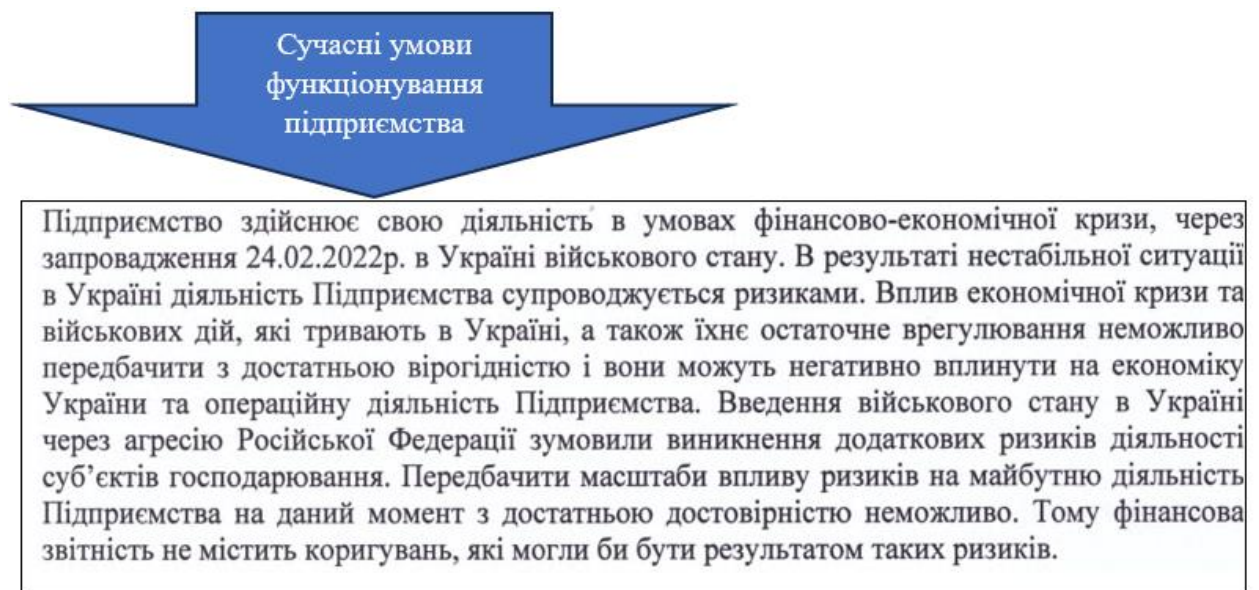 Сучасні умови
функціонування
підприємства
Підприємство здійснює свою діяльність в умовах фінансово-економічної кризи, через
запровадження 24.02.2022р. в Україні військового стану. В результаті нестабільної ситуації
в Україні діяльність Підприємства супроводжується ризиками. Вплив економічної кризи та
військових дій, які тривають в Україні, а також їхнє остаточне врегулювання неможливо
передбачити з достатньою вірогідністю і вони можуть негативно вплинути на економіку
України та операційну діяльність Підприємства. Введення військового стану в Україні
через агресію Російської Федерації зумовили виникнення додаткових ризиків діяльності
суб’єктів господарювання. Передбачити масштаби впливу ризиків на майбутню діяльність
Підприємства на даний момент з достатньою достовірністю неможливо. Тому фінансова
звітність не містить коригувань, які могли би бути результатом таких ризиків.